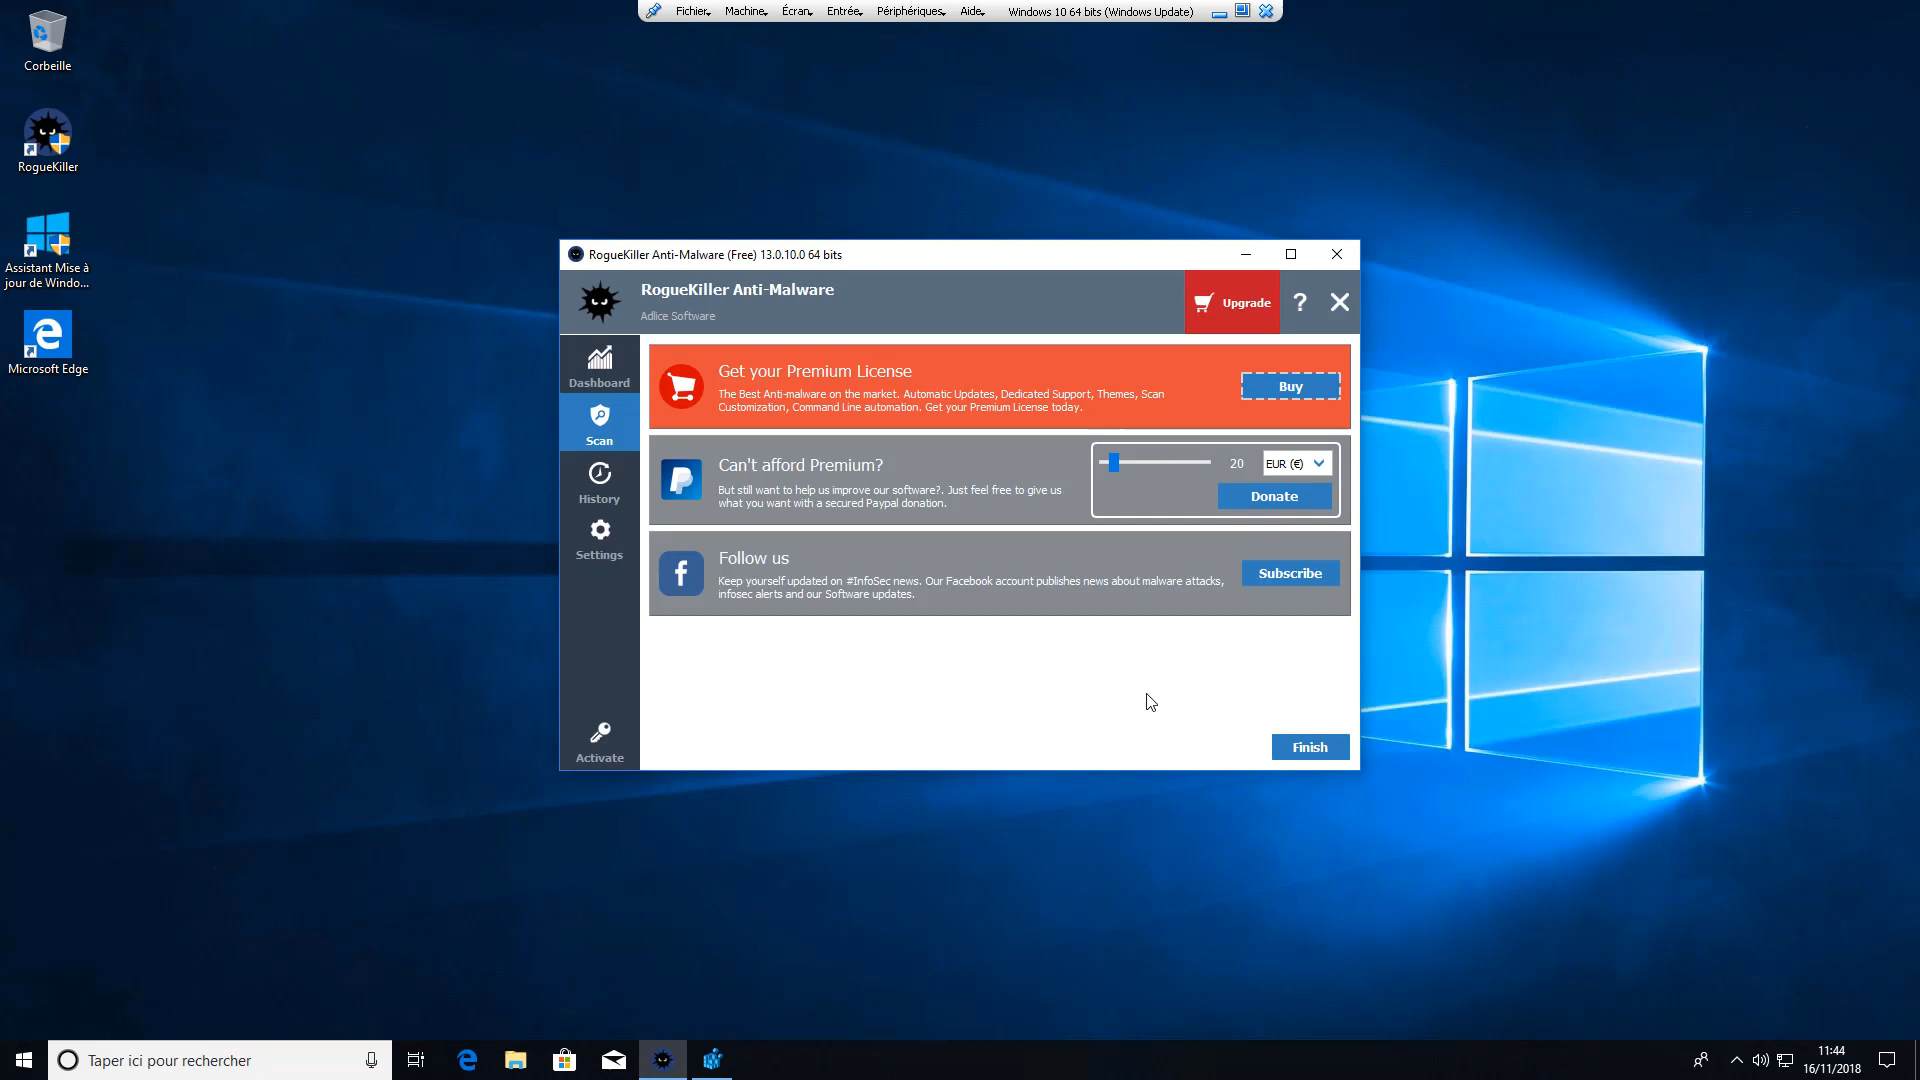 Fichier Machine Écran Entrée Périphériques Aide Windows 10 64 bits (Windows Update)
Corbeille
RogueKiller
Assistant Mise à
jour de Windo...
Microsoft Edge
RogueKiller Anti-Malware (Free) 13.0.10.0 64 bits
RogueKiller Anti-Malware
Adlice Software
Upgrade
?
Dashboard
Scan
History
Settings
Activate
Get your Premium License
The Best Anti-malware on the market. Automatic Updates, Dedicated Support, Themes, Scan
Customization, Command Line automation. Get your Premium License today.
Buy
Can't afford Premium?
But still want to help us improve our software?. Just feel free to give us
what you want with a secured Paypal donation.
20
EUR (€)
Donate
Follow us
Keep yourself updated on #InfoSec news. Our Facebook account publishes news about malware attacks,
infosec alerts and our Software updates.
Subscribe
Finish
Taper ici pour rechercher
11:44
16/11/2018